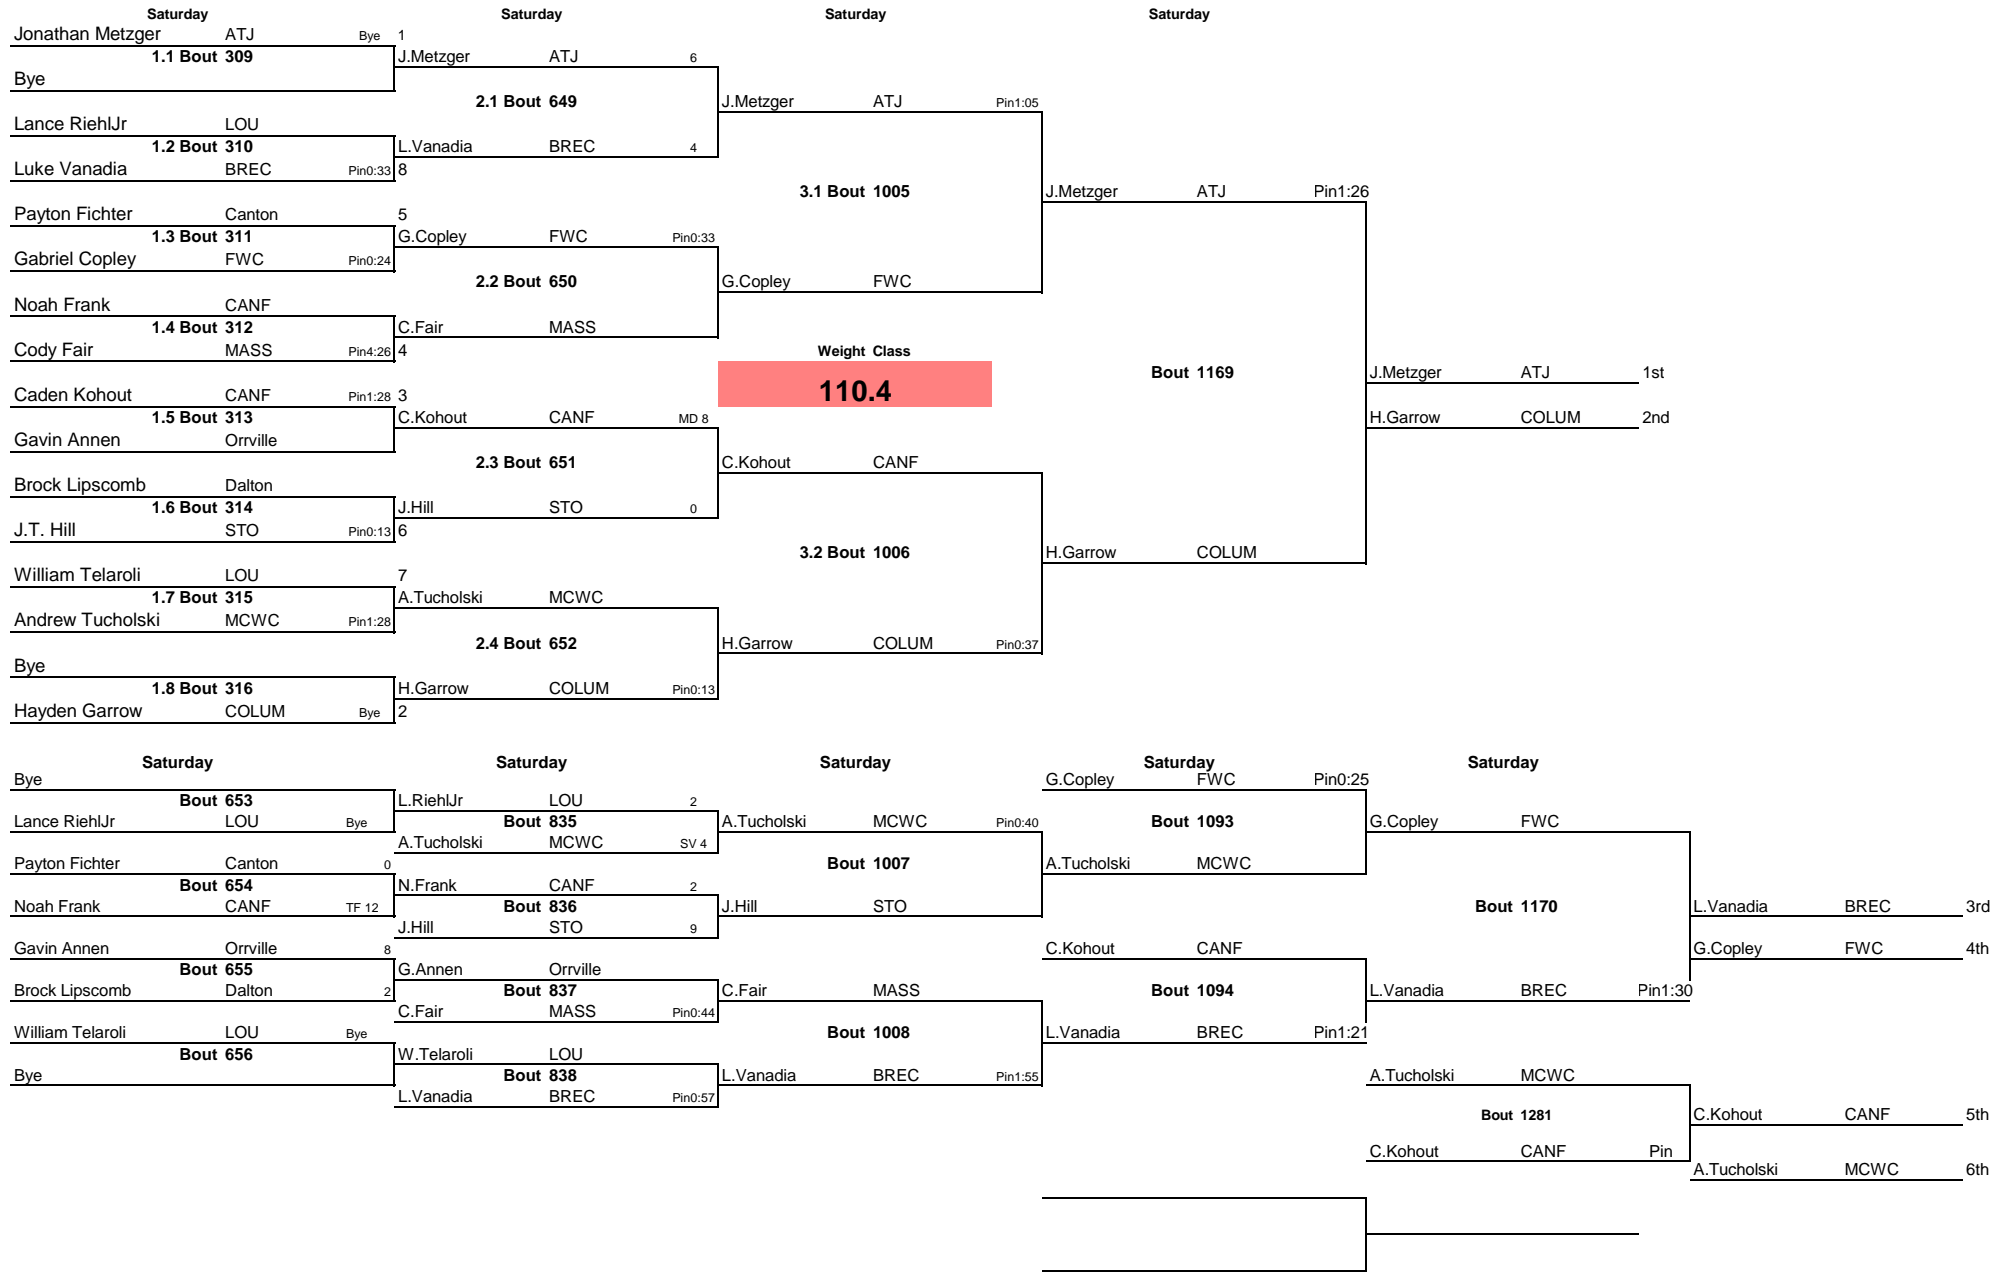 Saturday Saturday Saturday Saturday
Jonathan Metzger ATJ Bye 1
1.1 Bout 309 J.Metzger ATJ 6
Bye
2.1 Bout 649 J.Metzger ATJ Pin1:05
Lance RiehlJr LOU
1.2 Bout 310 L.Vanadia BREC 4
Luke Vanadia BREC Pin0:33 8
3.1 Bout 1005 J.Metzger ATJ Pin1:26
Payton Fichter Canton 5
1.3 Bout 311 G.Copley FWC Pin0:33
Gabriel Copley FWC Pin0:24
2.2 Bout 650 G.Copley FWC
Noah Frank CANF
1.4 Bout 312 C.Fair MASS
Cody Fair MASS Pin4:26 4 Weight Class
Bout 1169 J.Metzger ATJ 1st
Caden Kohout CANF Pin1:28 3 110.4
1.5 Bout 313 C.Kohout CANF MD 8 H.Garrow COLUM 2nd
Gavin Annen Orrville
2.3 Bout 651 C.Kohout CANF
Brock Lipscomb Dalton
1.6 Bout 314 J.Hill STO 0
J.T. Hill STO Pin0:13 6
3.2 Bout 1006 H.Garrow COLUM
William Telaroli LOU 7
1.7 Bout 315 A.Tucholski MCWC
Andrew Tucholski MCWC Pin1:28
2.4 Bout 652 H.Garrow COLUM Pin0:37
Bye
1.8 Bout 316 H.Garrow COLUM Pin0:13
Hayden Garrow COLUM Bye 2
Saturday Saturday Saturday Saturday Saturday
Bye G.Copley FWC Pin0:25
Bout 653 L.RiehlJr LOU 2
Lance RiehlJr LOU Bye Bout 835 A.Tucholski MCWC Pin0:40 Bout 1093 G.Copley FWC
A.Tucholski MCWC SV 4
Payton Fichter Canton 0 Bout 1007 A.Tucholski MCWC
Bout 654 N.Frank CANF 2
Noah Frank CANF TF 12 Bout 836 J.Hill STO Bout 1170 L.Vanadia BREC 3rd
J.Hill STO 9
Gavin Annen Orrville 8 C.Kohout CANF G.Copley FWC 4th
Bout 655 G.Annen Orrville
Brock Lipscomb Dalton 2 Bout 837 C.Fair MASS Bout 1094 L.Vanadia BREC Pin1:30
C.Fair MASS Pin0:44
William Telaroli LOU Bye Bout 1008 L.Vanadia BREC Pin1:21
Bout 656 W.Telaroli LOU
Bye Bout 838 L.Vanadia BREC Pin1:55 A.Tucholski MCWC
L.Vanadia BREC Pin0:57
Bout 1281 C.Kohout CANF 5th
C.Kohout CANF Pin
A.Tucholski MCWC 6th